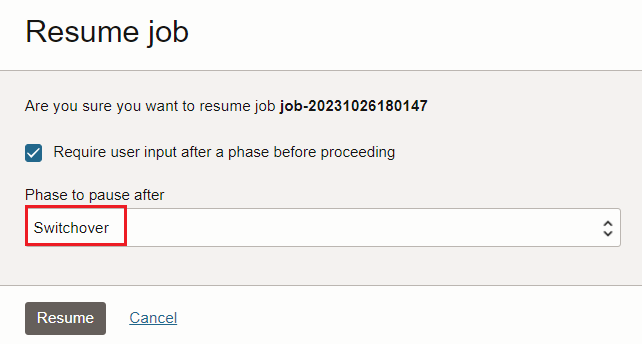 Resume job
Are you sure you want to resume job job-20231026180147
Require user input after a phase before proceeding
Phase to pause after
Switchover
Resume Cancel